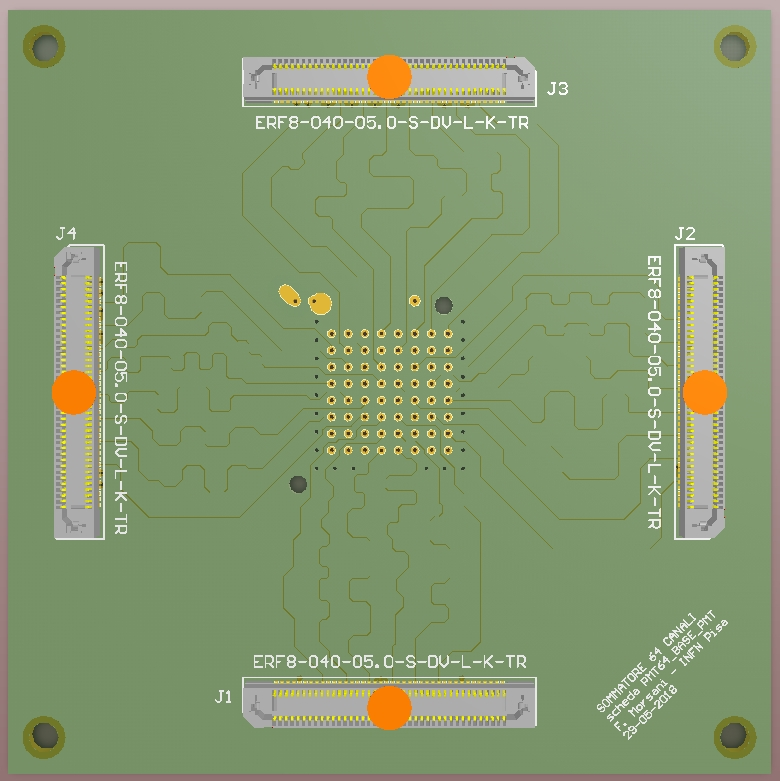 J3
ERF8-040-05.0-S-DV-L-K-TR
J4
J2
ERF8-040-05.0-S-DV-L-K-TR
ERF8-040-05.0-S-DV-L-K-TR
ERF8-040-05.0-S-DV-L-K-TR
J1
SOMMATORE 64 CANALI
scheda PMT64_BASE_PMT
F. Morsani - INFN Pisa
29-05-2018